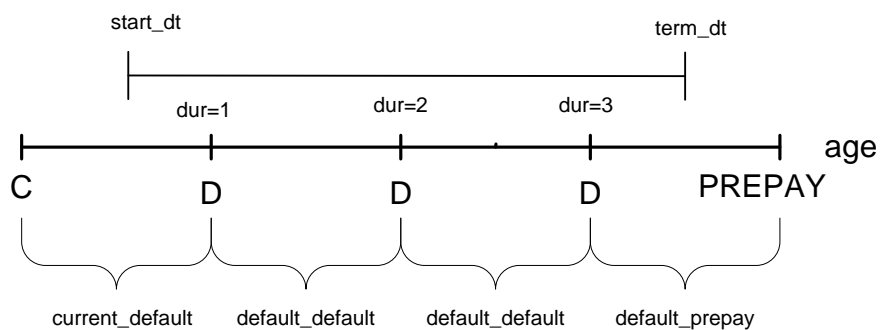 start_dt term_dt
dur=1 dur=2 dur=3
age
C D D D PREPAY
current_default default_default default_default default_prepay